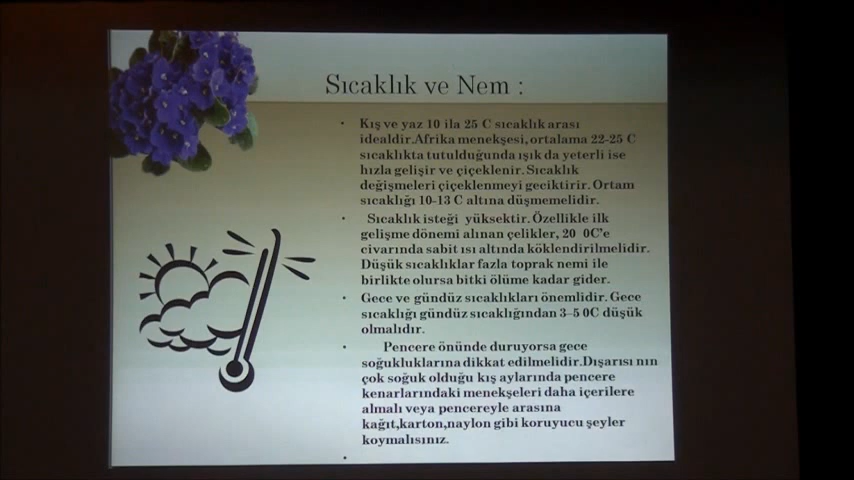 Sıcaklık ve Nem :
• Kış ve yaz 10 ila 25 C sıcaklık arası
idealdir.Afrika menekşesi, ortalama 22-25 C
sıcaklıkta tutulduğunda ışık da yeterli ise
hızla gelişir ve çiçeklenir. Sıcaklık
değişmeleri çiçeklenmeyi geciktirir. Ortam
sıcaklığı 10-13 C altına düşmemelidir.
• Sıcaklık isteği yüksektir. Özellikle ilk
gelişme dönemi alınan çelikler, 20 0C’e
civarında sabit ısı altında köklendirilmelidir.
Düşük sıcaklıklar fazla toprak nemi ile
birlikte olursa bitki ölüme kadar gider.
• Gece ve gündüz sıcaklıkları önemlidir. Gece
sıcaklığı gündüz sıcaklığından 3–5 0C düşük
olmalıdır.
• Pencere önünde duruyorsa gece
soğukluklarına dikkat edilmelidir.Dışarısı nın
çok soğuk olduğu kış aylarında pencere
kenarlarındaki menekşeleri daha içerilere
almalı veya pencereyle arasına
kağıt,karton,naylon gibi koruyucu şeyler
koymalısınız.
•